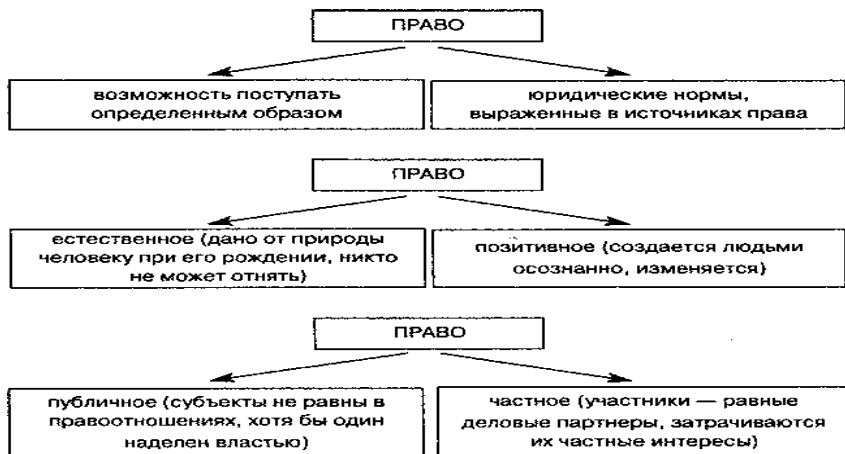 ПРАВО
возможность поступать
определенным образом
юридические нормы,
выраженные в источниках права
ПРАВО
естественное (дано от природы
человеку при его рождении, никто
не может отнять)
позитивное (создается людьми
осознанно, изменяется)
ПРАВО
публичное (субъекты не равны в
правоотношениях, хотя бы один
наделен властью)
частное (участники — равные
деловые партнеры, затрачиваются
их частные интересы)